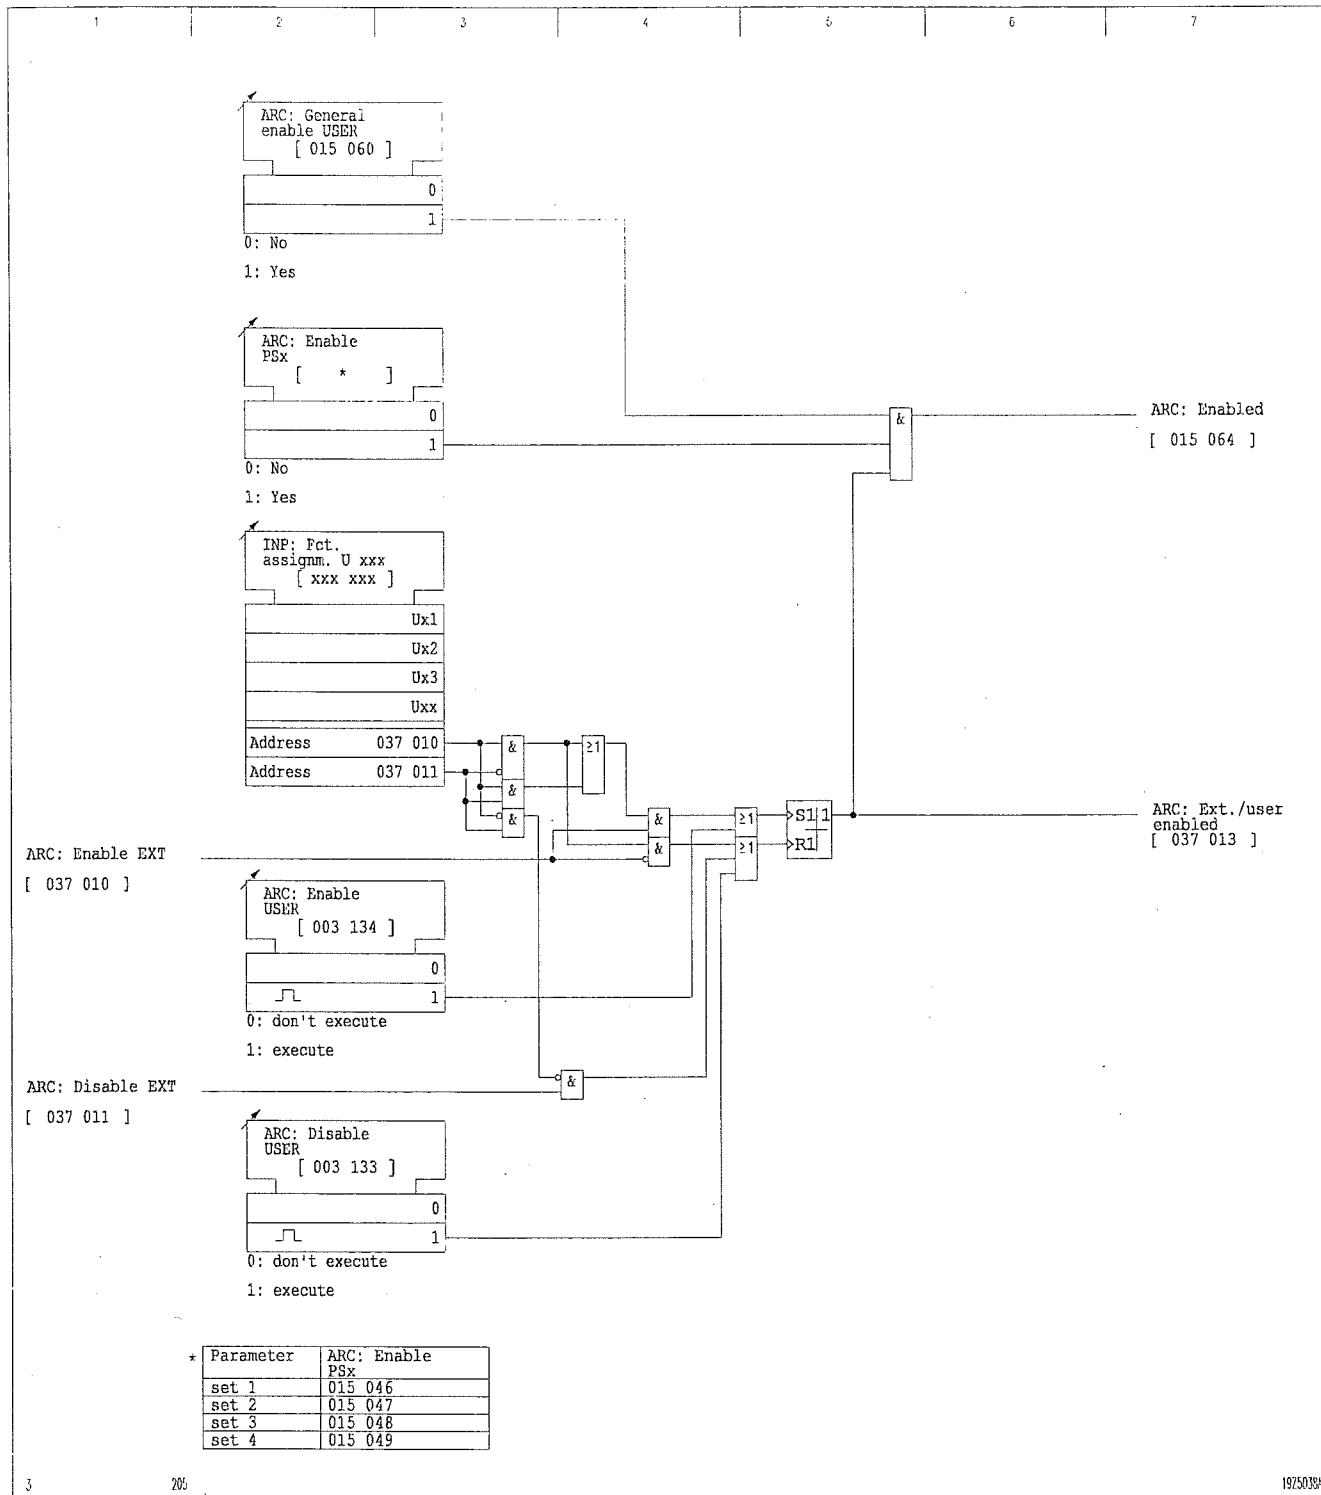 1 2 3 4 5 6 7
ARC: General
enable USER
[ 015 060 ]
0
1
0: No
1: Yes
ARC: Enable
PSx
[ * ]
0
1
0: No
1: Yes
&
ARC: Enabled
[ 015 064 ]
INP: Fct.
assignm. U xxx
[ xxx xxx ]
Ux1
Ux2
Ux3
Uxx
Address 037 010
Address 037 011
&
&
&
≥1
&
&
≥1
≥1
S1 1
R1
ARC: Ext./user
enabled
[ 037 013 ]
ARC: Enable EXT
[ 037 010 ]
ARC: Enable
USER
[ 003 134 ]
0
1
0: don't execute
1: execute
ARC: Disable EXT
[ 037 011 ]
&
ARC: Disable
USER
[ 003 133 ]
0
1
0: don't execute
1: execute
* Parameter ARC: Enable
PSx
set 1 015 046
set 2 015 047
set 3 015 048
set 4 015 049
3 205